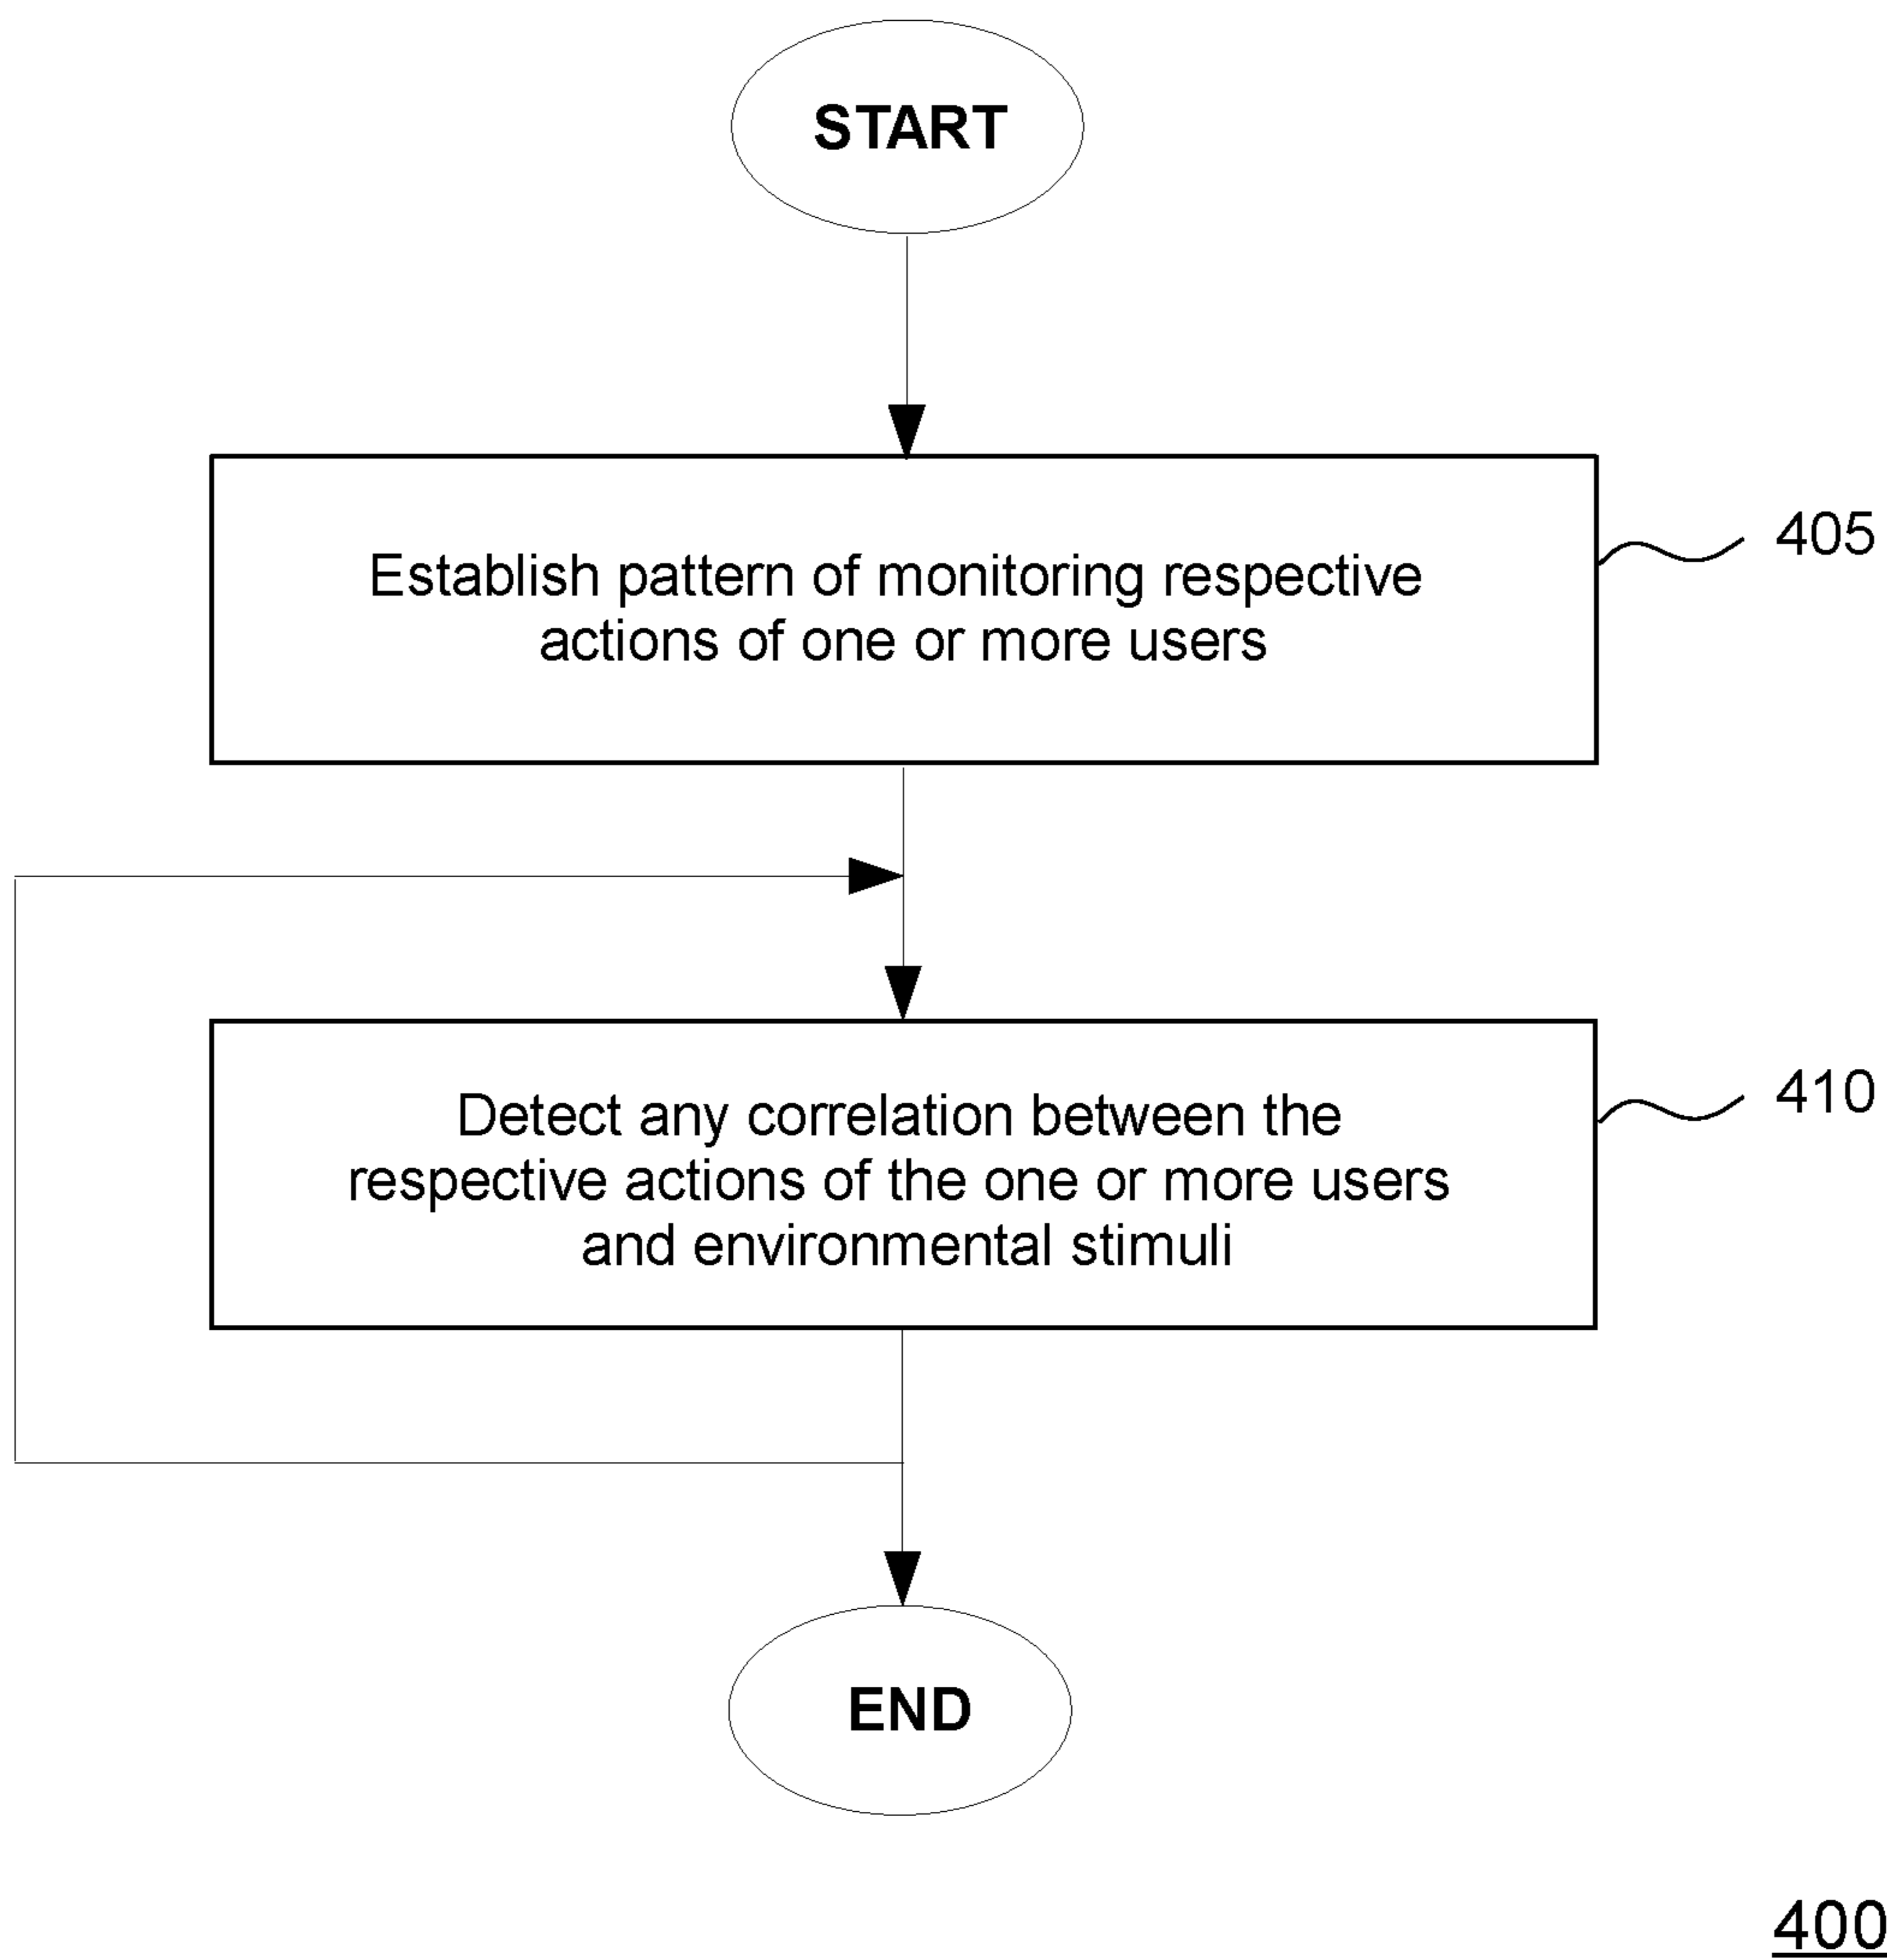 START
Establish pattern of monitoring respective
actions of one or more users
405
Detect any correlation between the
respective actions of the one or more users
and environmental stimuli
410
END
400